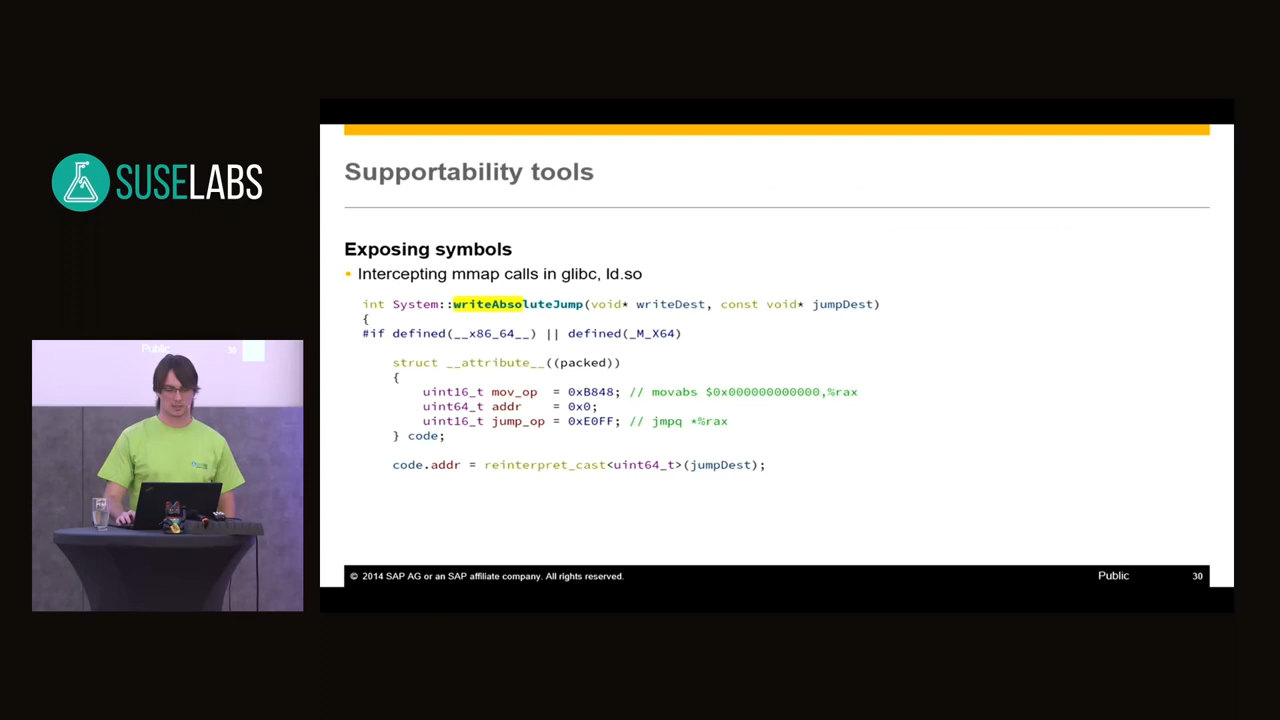 SUSELABS
Supportability tools
Exposing symbols
• Intercepting mmap calls in glibc, ld.so
int System::writeAbsoluteJump(void* writeDest, const void* jumpDest)
{
#if defined(__x86_64__) || defined(_M_X64)
struct __attribute__((packed))
{
uint16_t mov_op = 0xB848; // movabs $0x000000000000,%rax
uint64_t addr = 0x0;
uint16_t jump_op = 0xE0FF; // jmpq *%rax
} code;
code.addr = reinterpret_cast<uint64_t>(jumpDest);
© 2014 SAP AG or an SAP affiliate company. All rights reserved.
Public
30
Public
30